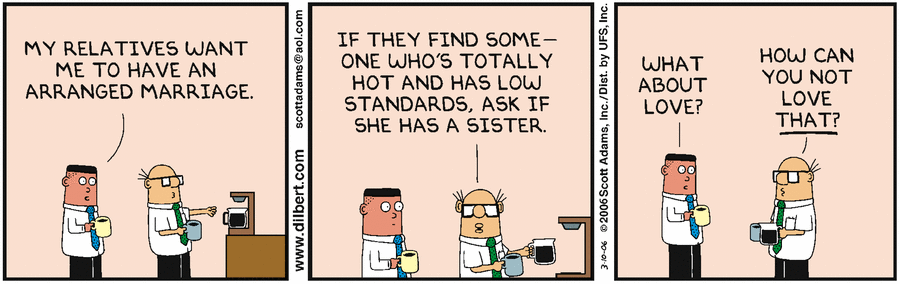 MY RELATIVES WANT
ME TO HAVE AN
ARRANGED MARRIAGE.
www.dilbert.com
scottadams@aol.com
IF THEY FIND SOME—
ONE WHO'S TOTALLY
HOT AND HAS LOW
STANDARDS, ASK IF
SHE HAS A SISTER.
3-10-06 ©2006 Scott Adams, Inc./Dist. by UFS, Inc.
WHAT
ABOUT
LOVE?
HOW CAN
YOU NOT
LOVE
THAT?